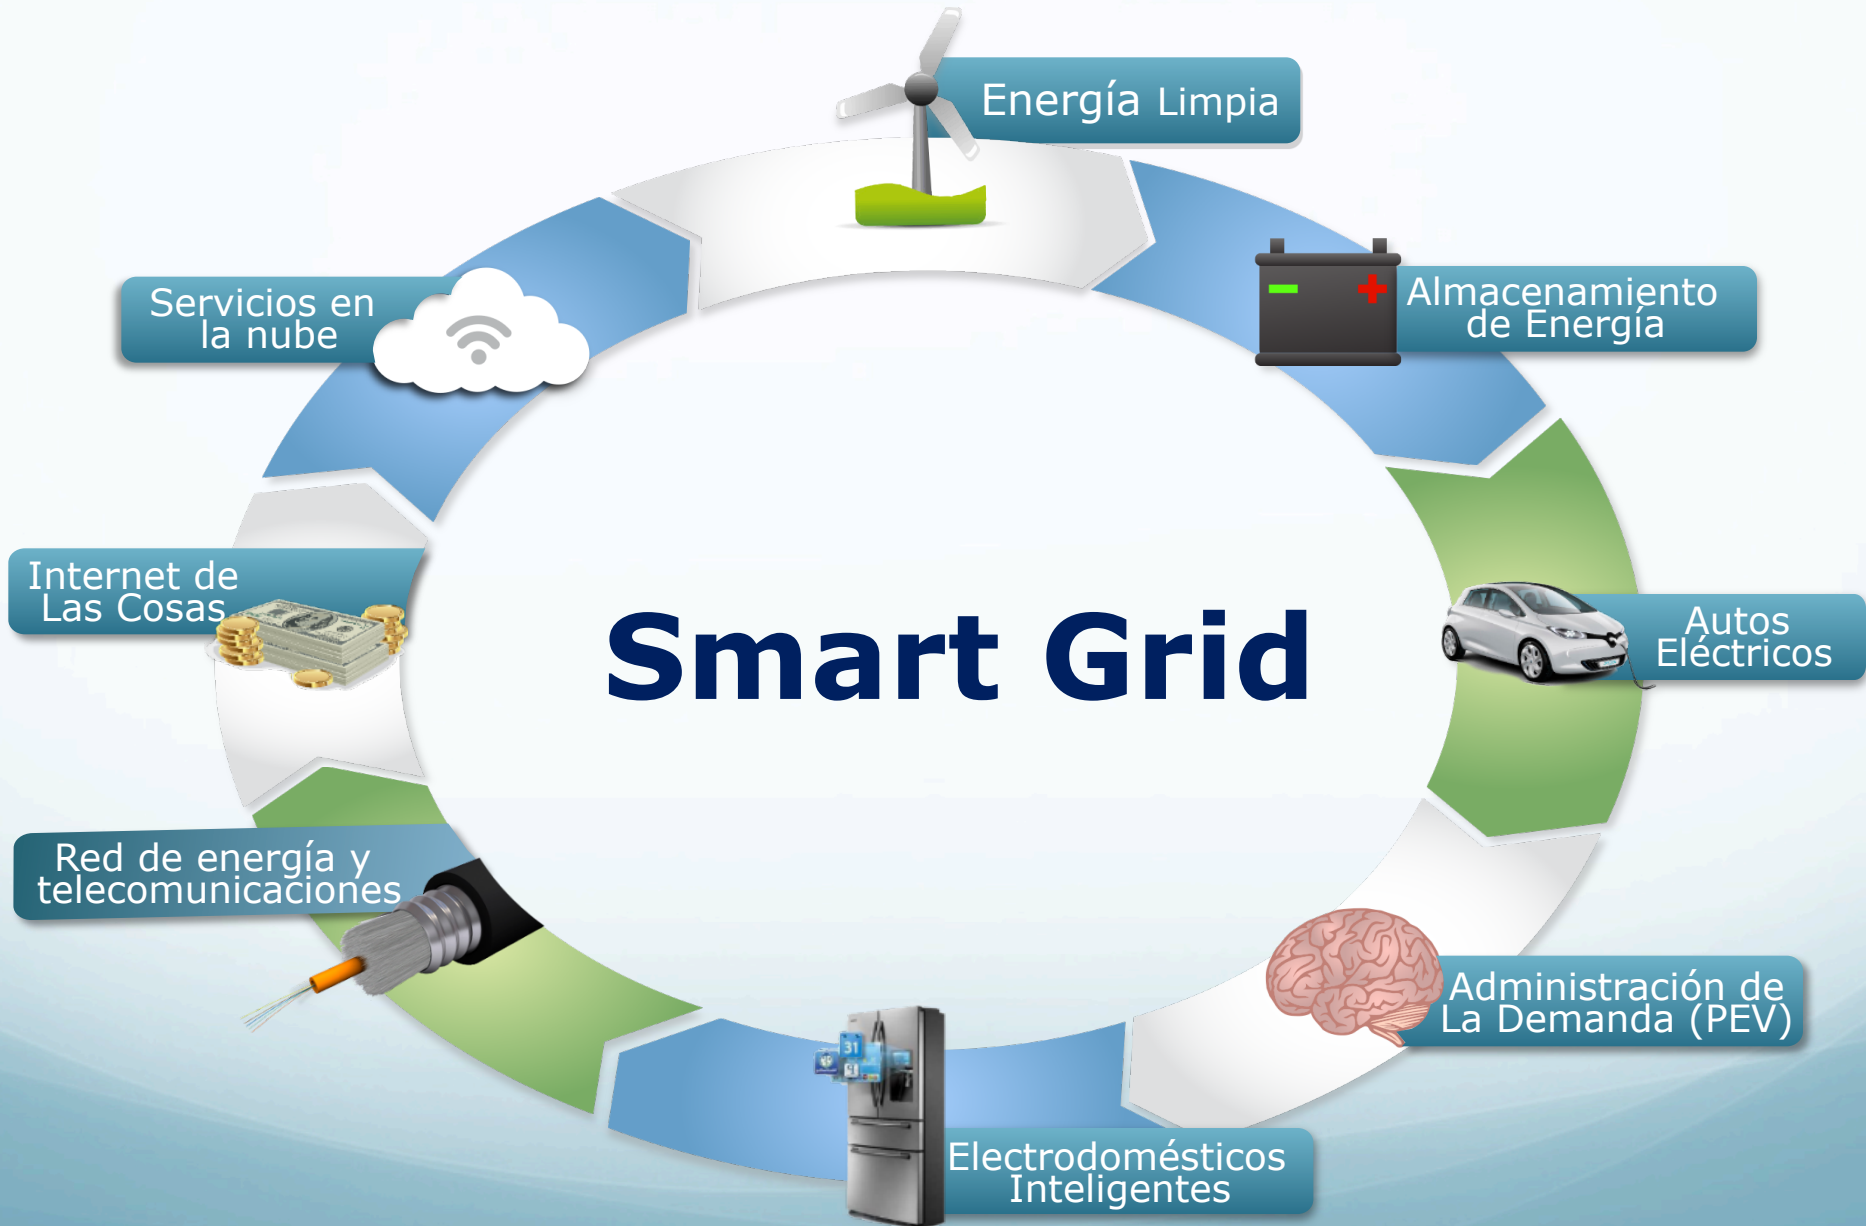 Energía Limpia
Almacenamiento
de Energía
Autos
Eléctricos
Administración de
La Demanda (PEV)
Electrodomésticos
Inteligentes
Red de energía y
telecomunicaciones
Internet de
Las Cosas
Servicios en
la nube
Smart Grid
31